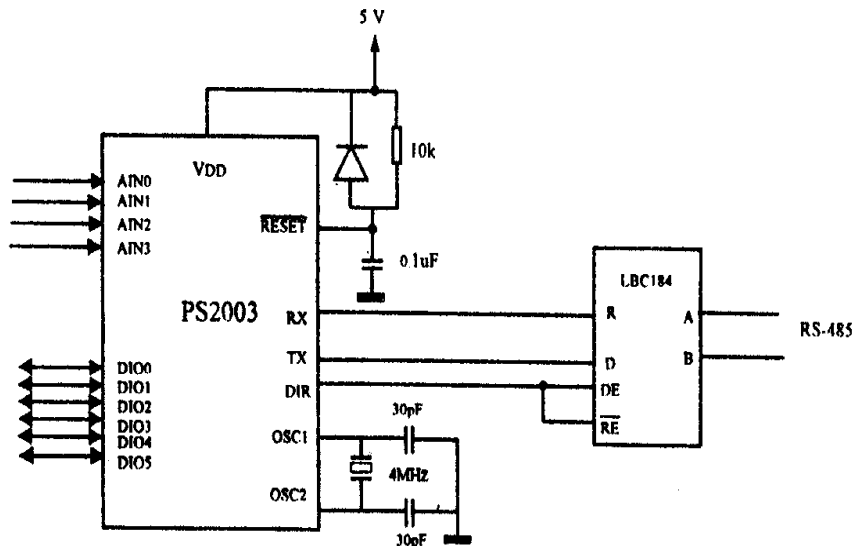 5 V
VDD
10k
AIN0
AIN1
AIN2
AIN3
RESET
0.1uF
LBC184
PS2003
RX
R
A
RS-485
TX
D
B
DIR
DE
RE
DIO0
DIO1
DIO2
DIO3
DIO4
DIO5
30pF
OSC1
4MHz
OSC2
30pF